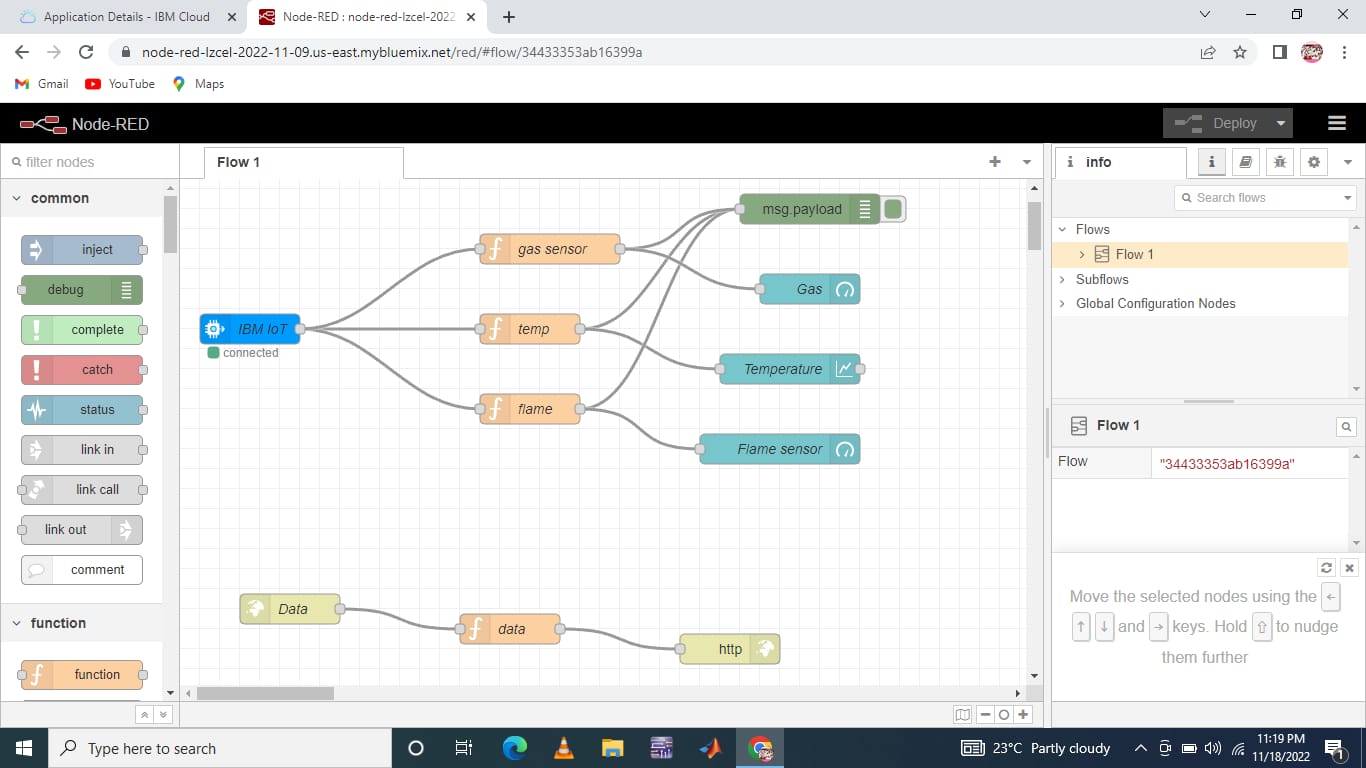 Application Details - IBM Cloud
Node-RED : node-red-lzcel-2022
node-red-lzcel-2022-11-09.us-east.mybluemix.net/red/#flow/34433353ab16399a
Gmail
YouTube
Maps
Node-RED
Deploy
filter nodes
Flow 1
info
Search flows
common
inject
debug
complete
catch
status
link in
link call
link out
comment
function
function
msg.payload
gas sensor
Gas
IBM IoT
connected
temp
Temperature
flame
Flame sensor
Data
data
http
Flows
Flow 1
Subflows
Global Configuration Nodes
Flow 1
Flow
"34433353ab16399a"
Move the selected nodes using the ←
↑ ↓ and → keys. Hold ⇧ to nudge
them further
Type here to search
23°C Partly cloudy
11:19 PM
11/18/2022
1